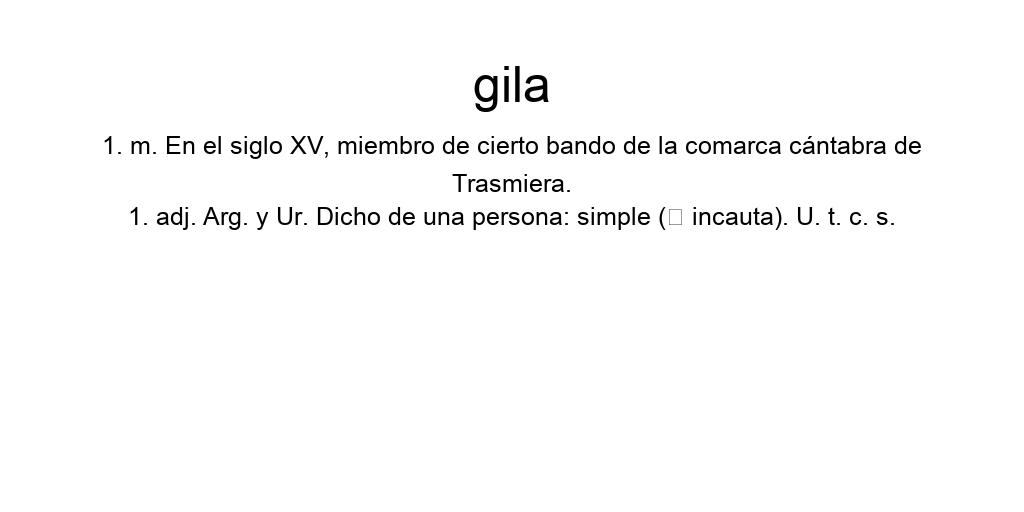 gila
1. m. En el siglo XV, miembro de cierto bando de la comarca cántabra de
Trasmiera.
1. adj. Arg. y Ur. Dicho de una persona: simple (□ incauta). U. t. c. s.